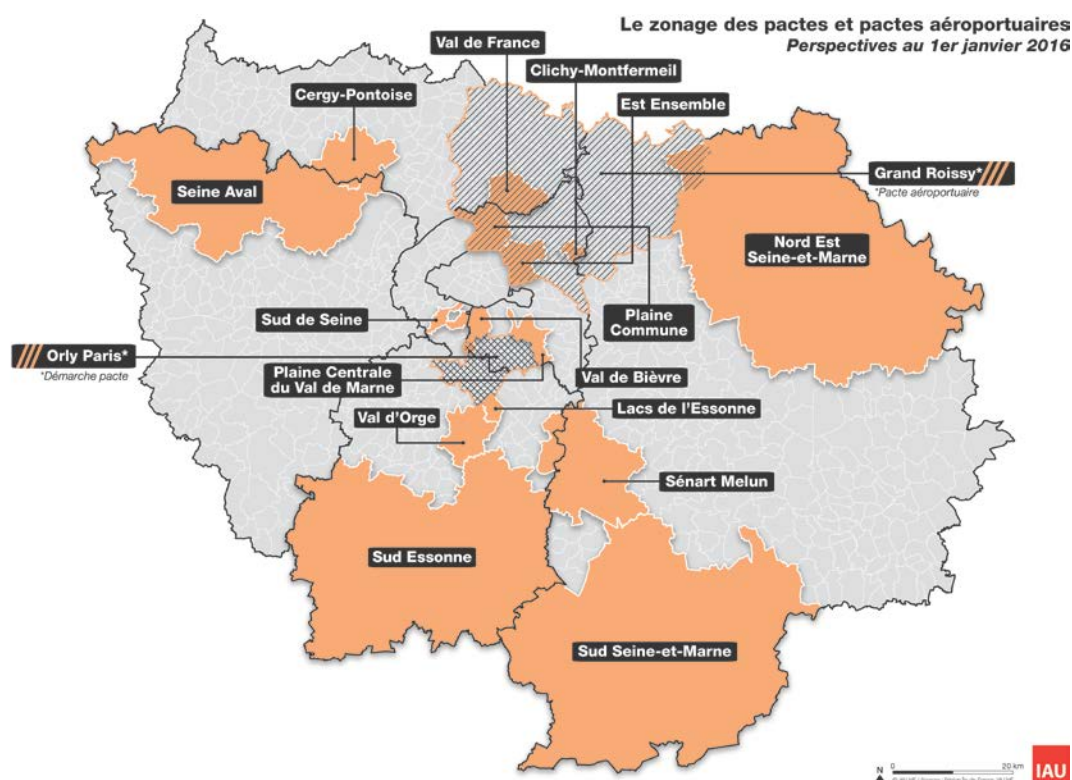 Le zonage des pactes et pactes aéroportuaires
Perspectives au 1er janvier 2016
Val de France
Clichy-Montfermeil
Cergy-Pontoise
Est Ensemble
Seine Aval
Grand Roissy*
*Pacte aéroportuaire
Nord Est
Seine-et-Marne
Sud de Seine
Plaine
Commune
Orly Paris*
*Démarche pacte
Plaine Centrale
du Val de Marne
Val de Bièvre
Lacs de l'Essonne
Val d'Orge
Sénart Melun
Sud Essonne
Sud Seine-et-Marne
N
0
20 km
IAU